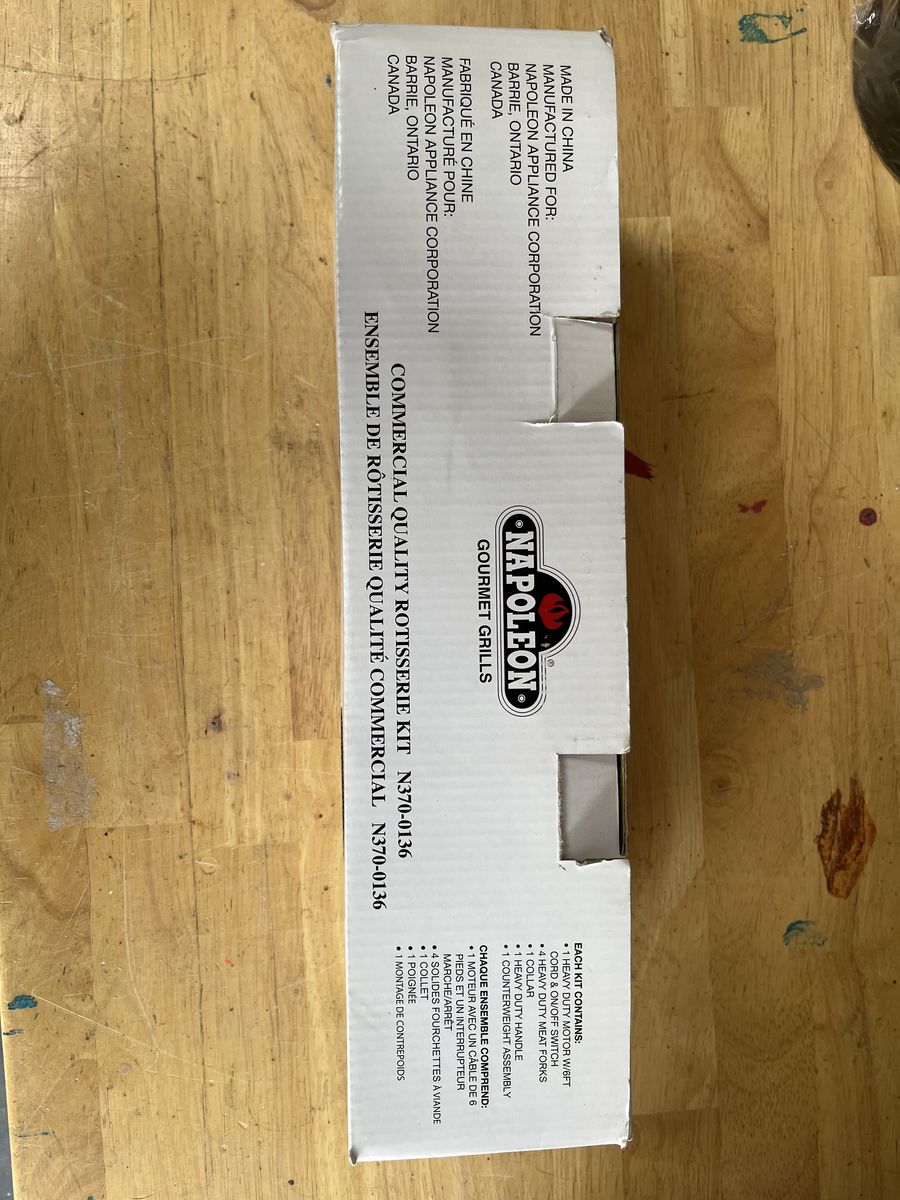 MADE IN CHINA
MANUFACTURED FOR:
NAPOLEON APPLIANCE CORPORATION
BARRIE, ONTARIO
CANADA
FABRIQUÉ EN CHINE
MANUFACTURÉ POUR:
NAPOLEON APPLIANCE CORPORATION
BARRIE, ONTARIO
CANADA
NAPOLEON
®
GOURMET GRILLS
COMMERCIAL QUALITY ROTISSERIE KIT N370-0136
ENSEMBLE DE RÔTISSERIE QUALITÉ COMMERCIAL N370-0136
EACH KIT CONTAINS:
• 1 HEAVY DUTY MOTOR W/6FT
CORD & ON/OFF SWITCH
• 4 HEAVY DUTY MEAT FORKS
• 1 COLLAR
• 1 HEAVY DUTY HANDLE
• 1 COUNTERWEIGHT ASSEMBLY
CHAQUE ENSEMBLE COMPREND:
• 1 MOTEUR AVEC UN CÂBLE DE 6
PIEDS ET UN INTERRUPTEUR
MARCHE/ARRÊT
• 4 SOLIDES FOURCHETTES À VIANDE
• 1 COLLET
• 1 POIGNÉE
• 1 MONTAGE DE CONTREPOIDS